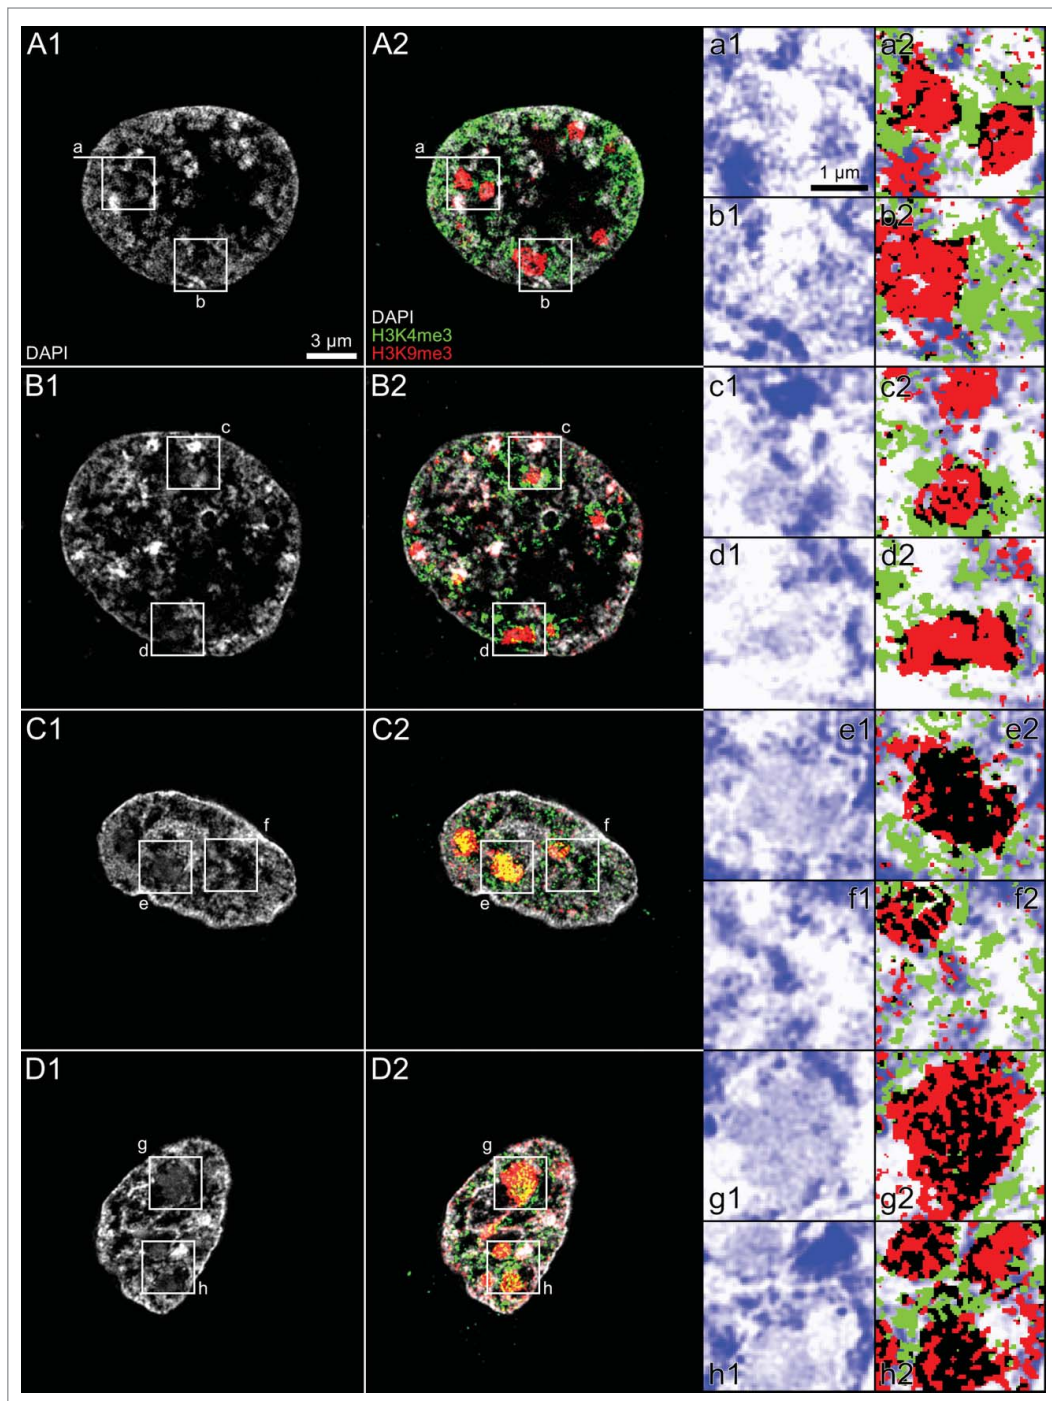 A1
A2
a1
a2
a
a
1 µm
b1
b2
b
b
DAPI
H3K4me3
H3K9me3
DAPI
3 µm
B1
B2
c1
c2
c
c
d1
d2
d
d
C1
C2
e1
e2
f
f
e
e
f1
f2
D1
D2
g
g
g1
g2
h
h
h1
h2